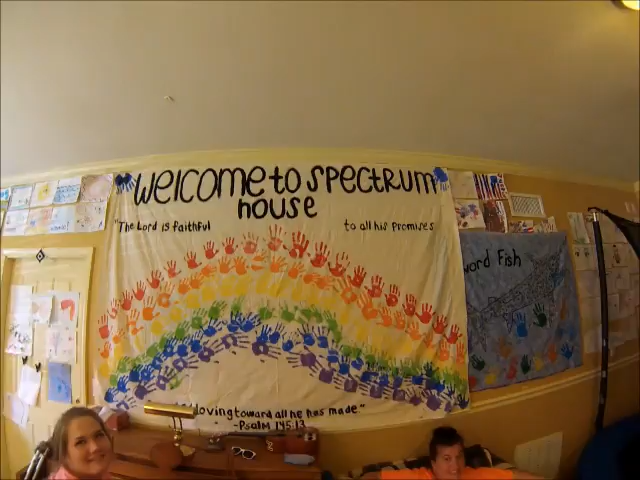 WELCOME to SPECTRUM
HOUSE
"The Lord is faithful to all his promises
loving toward all he has made"
-Psalm 145:13
word Fish